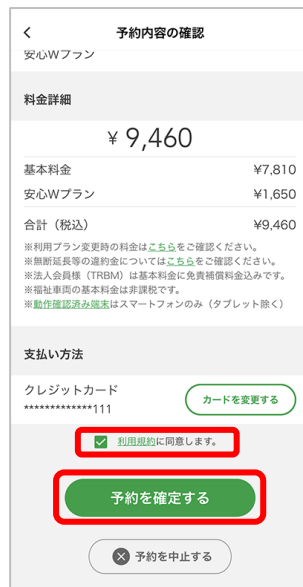 予約内容の確認
安心Wプラン
料金詳細
¥ 9,460
基本料金 ¥7,810
安心Wプラン ¥1,650
合計（税込） ¥9,460
※利用プラン変更時の料金はこちらをご確認ください。
※無断延長等の違約金についてはこちらをご確認ください。
※法人会員様（TRBM）は基本料金に免責補償料金込みです。
※福祉車両の基本料金は非課税です。
※動作確認済み端末はスマートフォンのみ（タブレット除く）
支払い方法
クレジットカード
*************111
カードを変更する
利用規約に同意します。
予約を確定する
予約を中止する